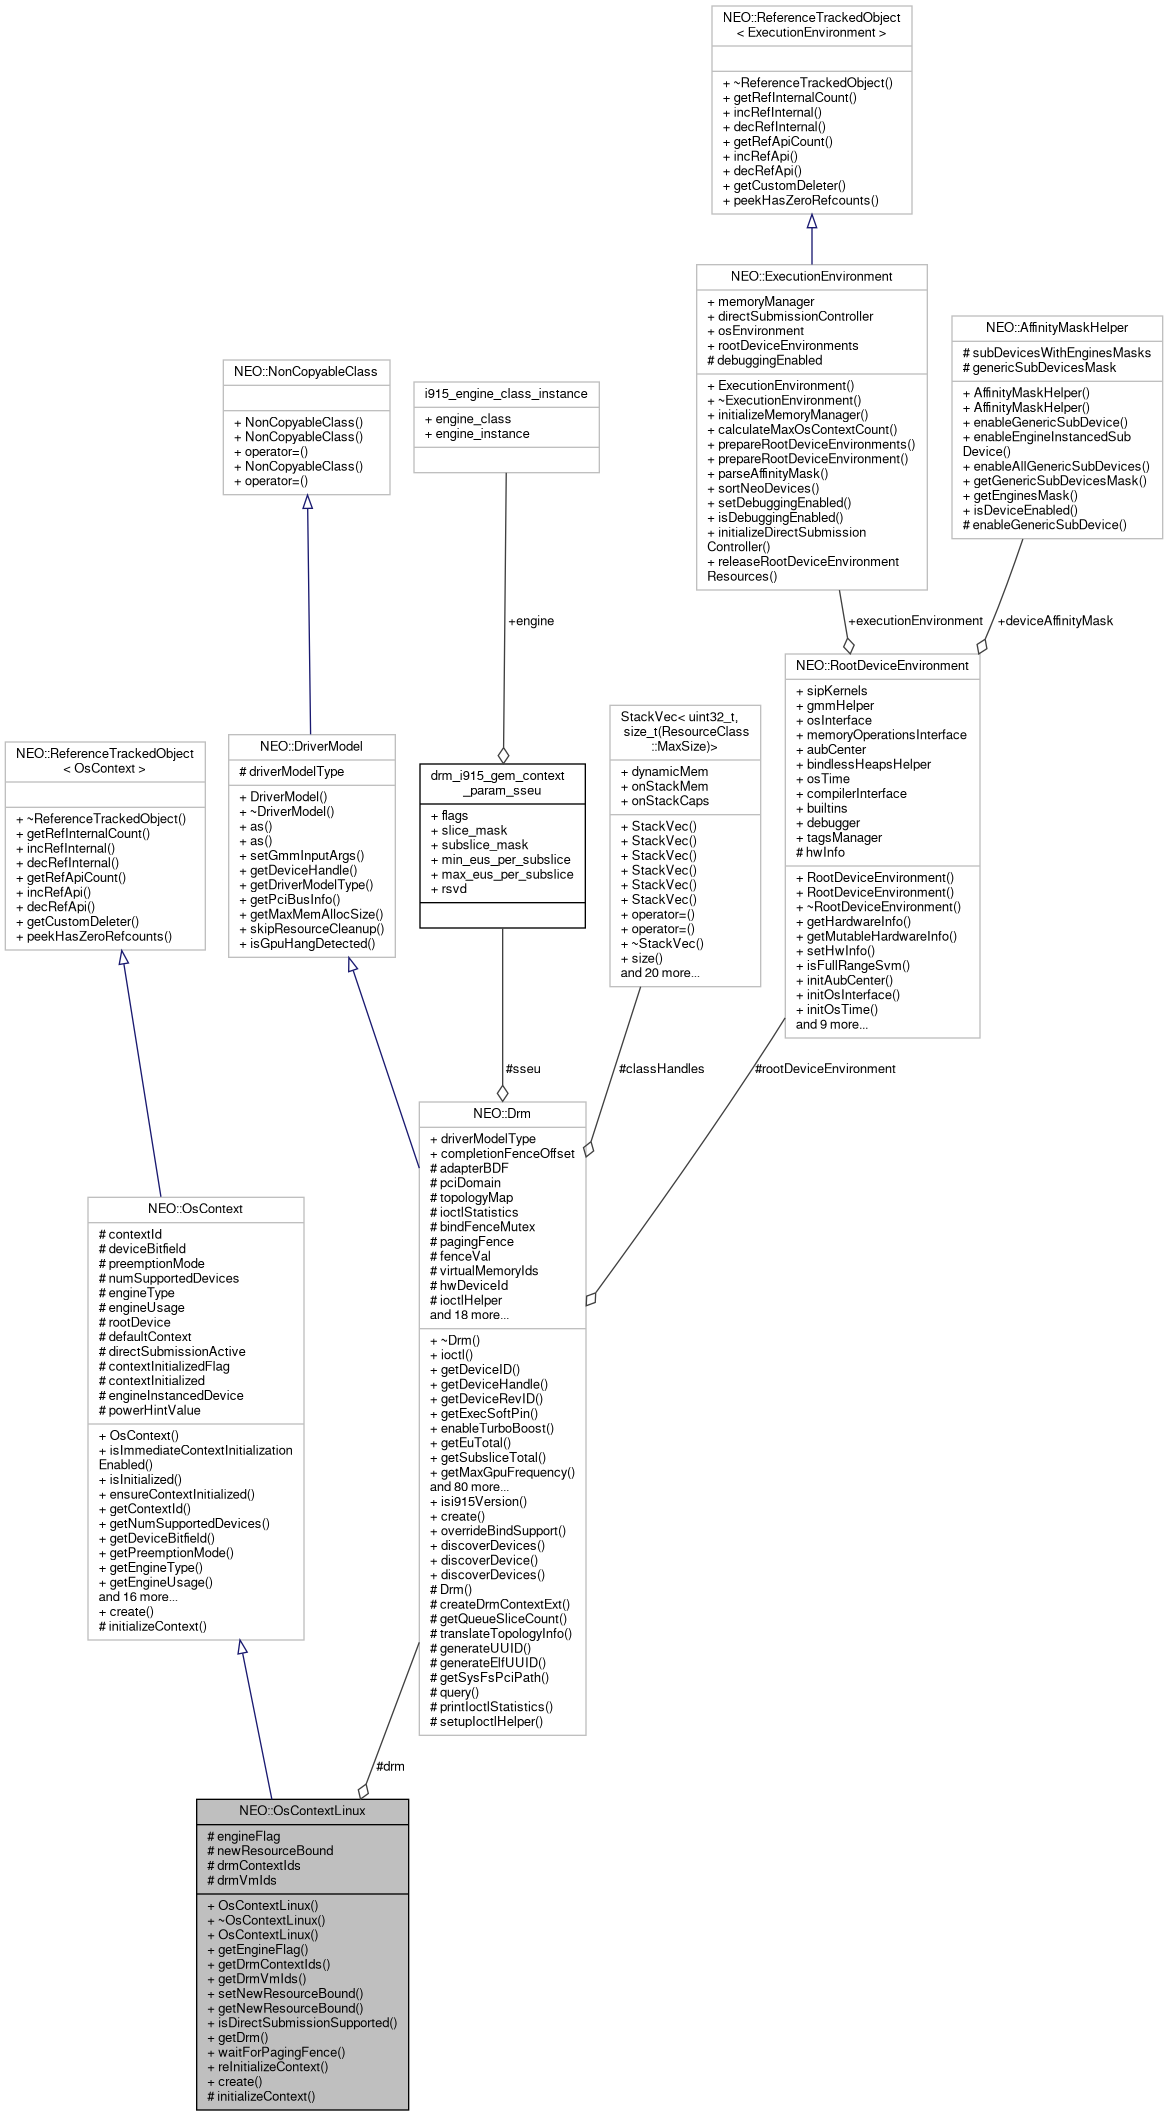 NEO::ReferenceTrackedObject
< ExecutionEnvironment >
+ ~ReferenceTrackedObject()
+ getRefInternalCount()
+ incRefInternal()
+ decRefInternal()
+ getRefApiCount()
+ incRefApi()
+ decRefApi()
+ getCustomDeleter()
+ peekHasZeroRefcounts()
NEO::ExecutionEnvironment
+ memoryManager
+ directSubmissionController
+ osEnvironment
+ rootDeviceEnvironments
# debuggingEnabled
+ ExecutionEnvironment()
+ ~ExecutionEnvironment()
+ initializeMemoryManager()
+ calculateMaxOsContextCount()
+ prepareRootDeviceEnvironments()
+ prepareRootDeviceEnvironment()
+ parseAffinityMask()
+ sortNeoDevices()
+ setDebuggingEnabled()
+ isDebuggingEnabled()
+ initializeDirectSubmission
Controller()
+ releaseRootDeviceEnvironment
Resources()
NEO::AffinityMaskHelper
# subDevicesWithEnginesMasks
# genericSubDevicesMask
+ AffinityMaskHelper()
+ AffinityMaskHelper()
+ enableGenericSubDevice()
+ enableEngineInstancedSub
Device()
+ enableAllGenericSubDevices()
+ getGenericSubDevicesMask()
+ getEnginesMask()
+ isDeviceEnabled()
# enableGenericSubDevice()
NEO::NonCopyableClass
+ NonCopyableClass()
+ NonCopyableClass()
+ operator=()
+ NonCopyableClass()
+ operator=()
i915_engine_class_instance
+ engine_class
+ engine_instance
+engine
+executionEnvironment
+deviceAffinityMask
NEO::RootDeviceEnvironment
+ sipKernels
+ gmmHelper
+ osInterface
+ memoryOperationsInterface
+ aubCenter
+ bindlessHeapsHelper
+ osTime
+ compilerInterface
+ builtins
+ debugger
+ tagsManager
# hwInfo
+ RootDeviceEnvironment()
+ RootDeviceEnvironment()
+ ~RootDeviceEnvironment()
+ getHardwareInfo()
+ getMutableHardwareInfo()
+ setHwInfo()
+ isFullRangeSvm()
+ initAubCenter()
+ initOsInterface()
+ initOsTime()
and 9 more...
StackVec< uint32_t,
size_t(ResourceClass
::MaxSize)>
+ dynamicMem
+ onStackMem
+ onStackCaps
+ StackVec()
+ StackVec()
+ StackVec()
+ StackVec()
+ StackVec()
+ StackVec()
+ operator=()
+ operator=()
+ ~StackVec()
+ size()
and 20 more...
NEO::ReferenceTrackedObject
< OsContext >
+ ~ReferenceTrackedObject()
+ getRefInternalCount()
+ incRefInternal()
+ decRefInternal()
+ getRefApiCount()
+ incRefApi()
+ decRefApi()
+ getCustomDeleter()
+ peekHasZeroRefcounts()
NEO::DriverModel
# driverModelType
+ DriverModel()
+ ~DriverModel()
+ as()
+ as()
+ setGmmInputArgs()
+ getDeviceHandle()
+ getDriverModelType()
+ getPciBusInfo()
+ getMaxMemAllocSize()
+ skipResourceCleanup()
+ isGpuHangDetected()
drm_i915_gem_context
_param_sseu
+ flags
+ slice_mask
+ subslice_mask
+ min_eus_per_subslice
+ max_eus_per_subslice
+ rsvd
#sseu
#classHandles
#rootDeviceEnvironment
NEO::Drm
+ driverModelType
+ completionFenceOffset
# adapterBDF
# pciDomain
# topologyMap
# ioctlStatistics
# bindFenceMutex
# pagingFence
# fenceVal
# virtualMemoryIds
# hwDeviceId
# ioctlHelper
and 18 more...
+ ~Drm()
+ ioctl()
+ getDeviceID()
+ getDeviceHandle()
+ getDeviceRevID()
+ getExecSoftPin()
+ enableTurboBoost()
+ getEuTotal()
+ getSubsliceTotal()
+ getMaxGpuFrequency()
and 80 more...
+ isi915Version()
+ create()
+ overrideBindSupport()
+ discoverDevices()
+ discoverDevice()
+ discoverDevices()
# Drm()
# createDrmContextExt()
# getQueueSliceCount()
# translateTopologyInfo()
# generateUUID()
# generateElfUUID()
# getSysFsPciPath()
# query()
# printIoctlStatistics()
# setupIoctlHelper()
NEO::OsContext
# contextId
# deviceBitfield
# preemptionMode
# numSupportedDevices
# engineType
# engineUsage
# rootDevice
# defaultContext
# directSubmissionActive
# contextInitializedFlag
# contextInitialized
# engineInstancedDevice
# powerHintValue
+ OsContext()
+ isImmediateContextInitialization
Enabled()
+ isInitialized()
+ ensureContextInitialized()
+ getContextId()
+ getNumSupportedDevices()
+ getDeviceBitfield()
+ getPreemptionMode()
+ getEngineType()
+ getEngineUsage()
and 16 more...
+ create()
# initializeContext()
#drm
NEO::OsContextLinux
# engineFlag
# newResourceBound
# drmContextIds
# drmVmIds
+ OsContextLinux()
+ ~OsContextLinux()
+ OsContextLinux()
+ getEngineFlag()
+ getDrmContextIds()
+ getDrmVmIds()
+ setNewResourceBound()
+ getNewResourceBound()
+ isDirectSubmissionSupported()
+ getDrm()
+ waitForPagingFence()
+ reInitializeContext()
+ create()
# initializeContext()